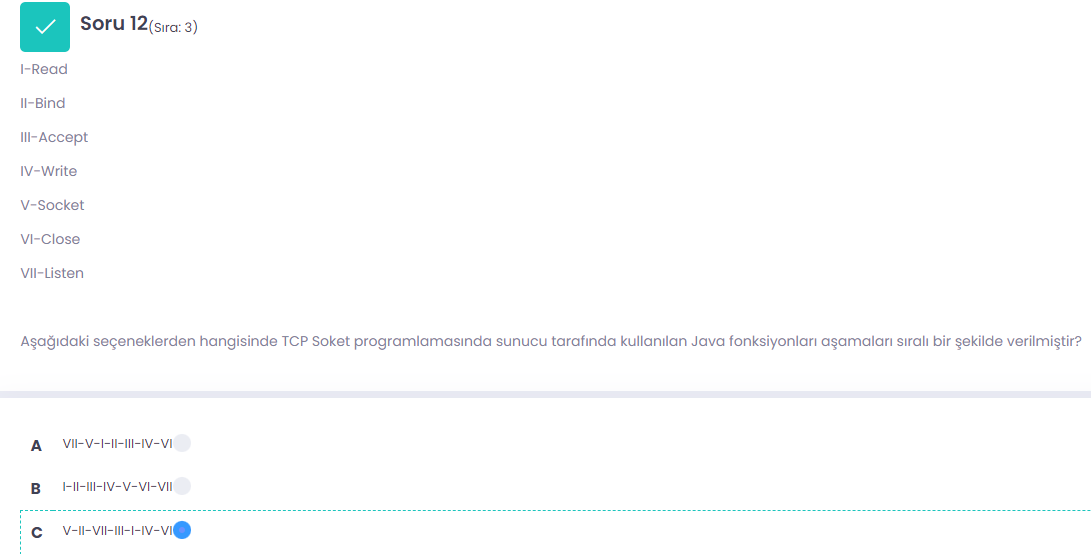 Soru 12(Sıra: 3)
I-Read
II-Bind
III-Accept
IV-Write
V-Socket
VI-Close
VII-Listen
Aşağıdaki seçeneklerden hangisinde TCP Soket programlamasında sunucu tarafında kullanılan Java fonksiyonları aşamaları sıralı bir şekilde verilmiştir?
A VII-V-I-II-III-IV-VI
B I-II-III-IV-V-VI-VII
C V-II-VII-III-I-IV-VI